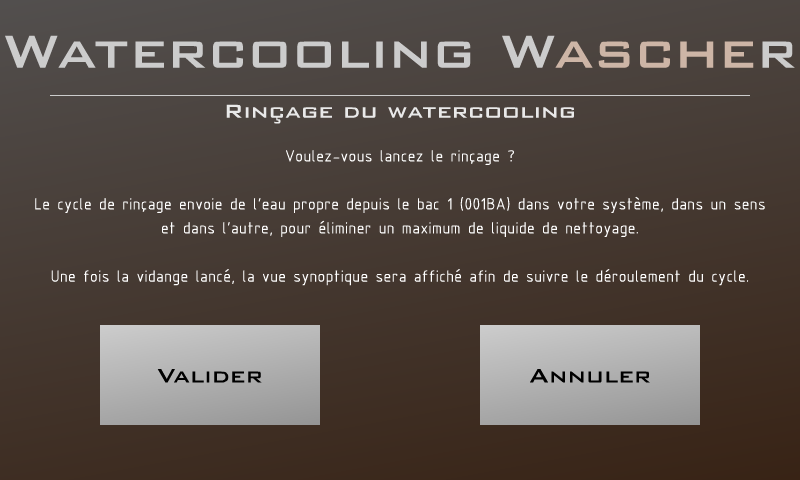 Watercooling Wascher
Rinçage du watercooling
Voulez-vous lancez le rinçage ?
Le cycle de rinçage envoie de l'eau propre depuis le bac 1 (001BA) dans votre système, dans un sens
et dans l'autre, pour éliminer un maximum de liquide de nettoyage.
Une fois la vidange lancé, la vue synoptique sera affiché afin de suivre le déroulement du cycle.
Valider
Annuler